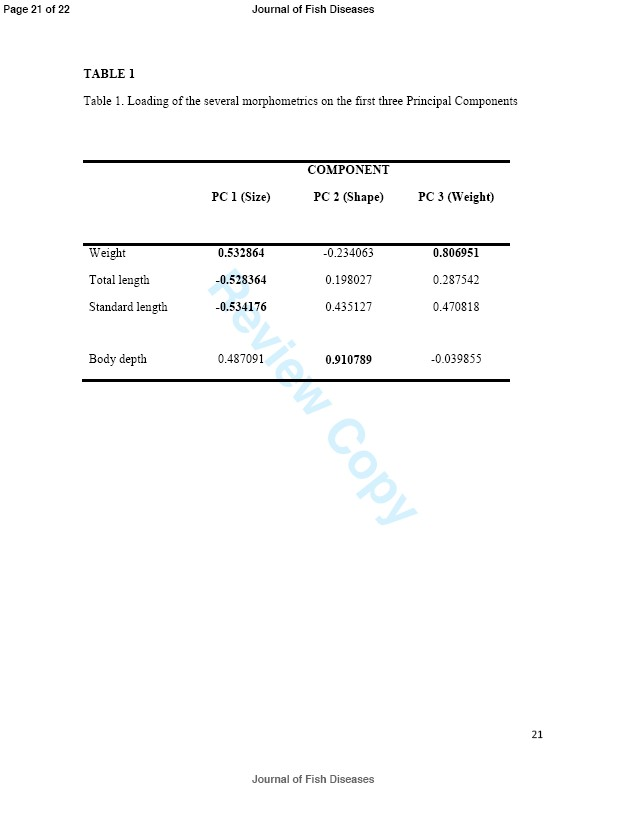 Page 21 of 22
Journal of Fish Diseases
TABLE 1
Table 1. Loading of the several morphometrics on the first three Principal Components
COMPONENT
PC 1 (Size) PC 2 (Shape) PC 3 (Weight)
Weight 0.532864 -0.234063 0.806951
Total length -0.528364 0.198027 0.287542
Standard length -0.534176 0.435127 0.470818
Body depth 0.487091 0.910789 -0.039855
Review Copy
21
Journal of Fish Diseases